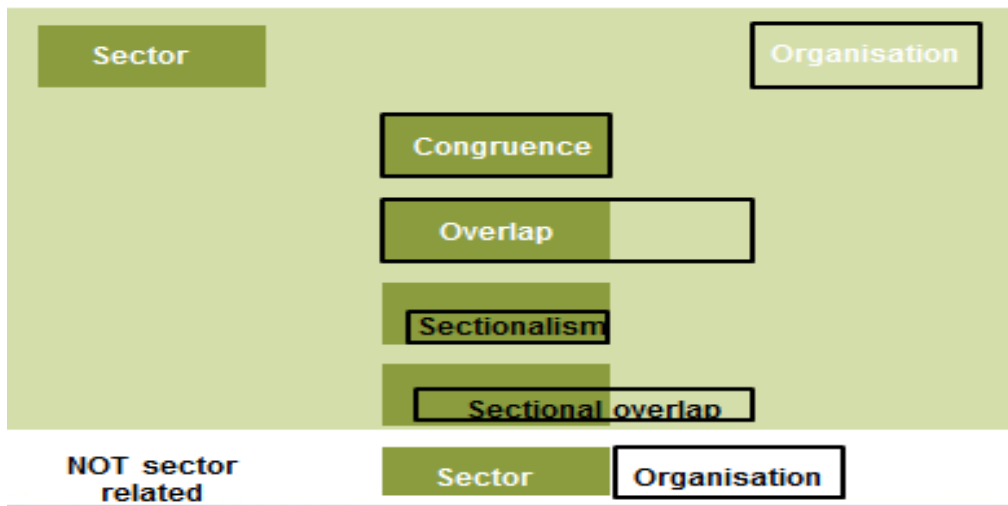 Sector
Organisation
Congruence
Overlap
Sectionalism
Sectional overlap
NOT sector
related
Sector
Organisation